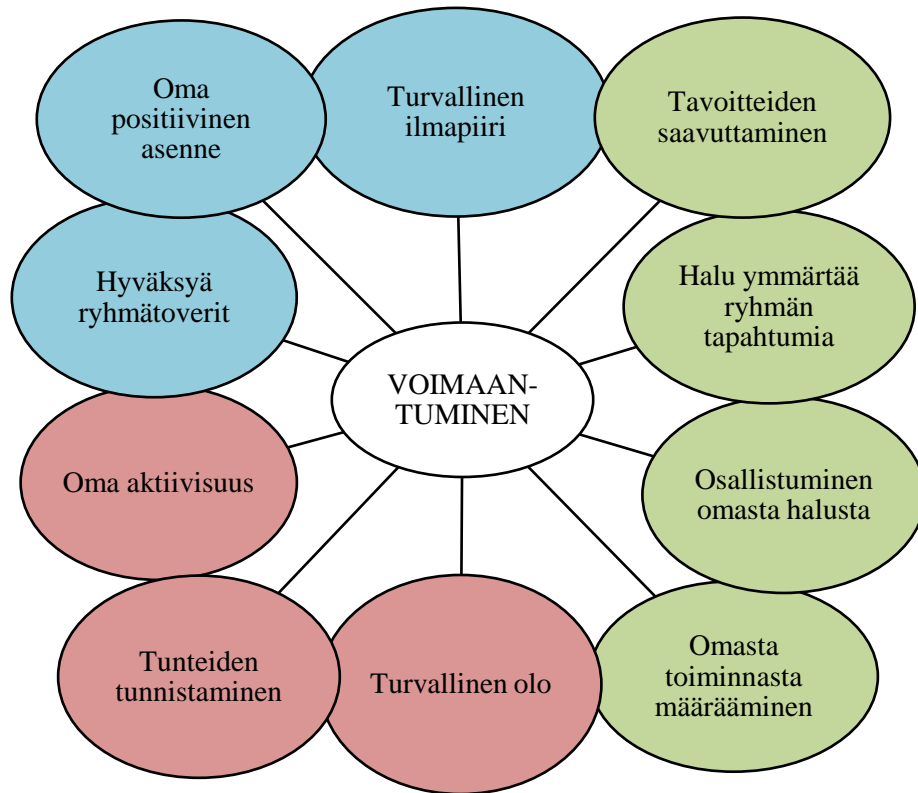 Oma
positiivinen
asenne
Turvallinen
ilmapiiri
Tavoitteiden
saavuttaminen
Hyväksyä
ryhmätoverit
Halu ymmärtää
ryhmän
tapahtumia
VOIMAAN-
TUMINEN
Oma aktiivisuus
Osallistuminen
omasta halusta
Tunteiden
tunnistaminen
Turvallinen olo
Omasta
toiminnasta
määrääminen